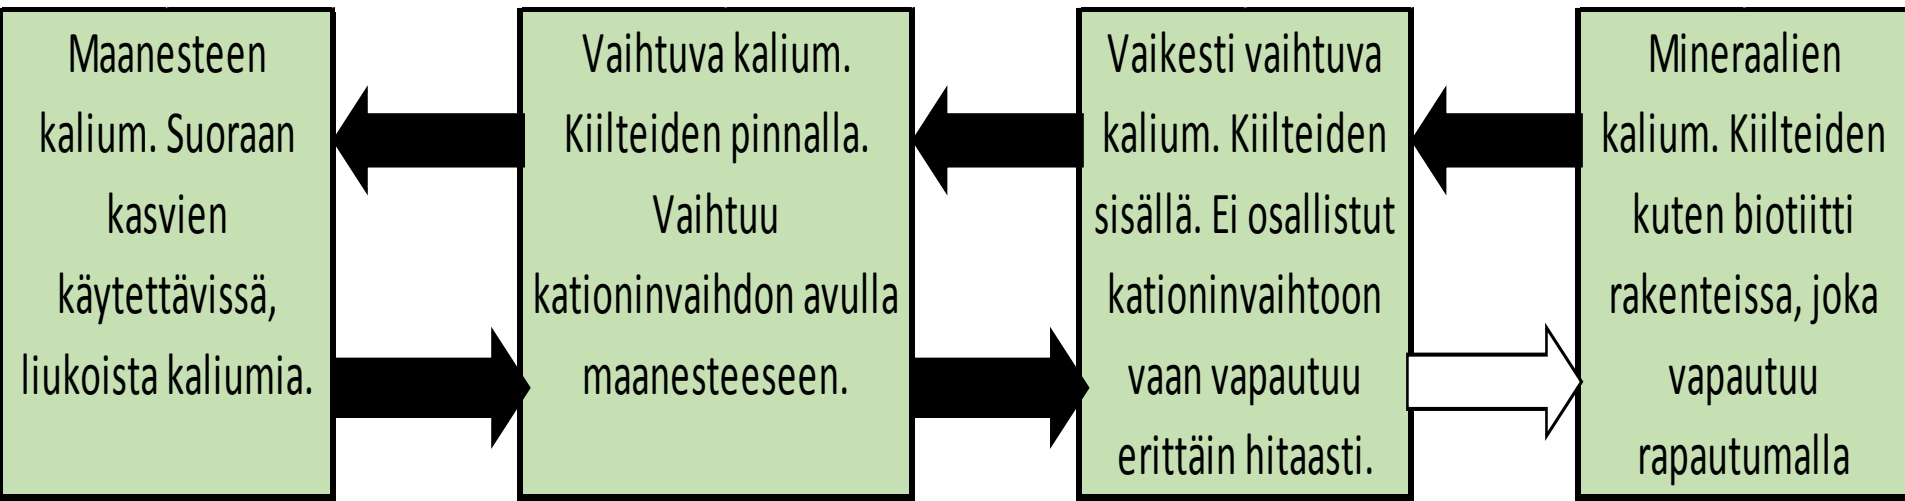 Maanesteen
kalium. Suoraan
kasvien
käytettävissä,
liukoista kaliumia.
Vaihtuva kalium.
Kiilteiden pinnalla.
Vaihtuu
kationinvaihdon avulla
maanesteeseen.
Vaikesti vaihtuva
kalium. Kiilteiden
sisällä. Ei osallistut
kationinvaihtoon
vaan vapautuu
erittäin hitaasti.
Mineraalien
kalium. Kiilteiden
kuten biotiitti
rakenteissa, joka
vapautuu
rapautumalla